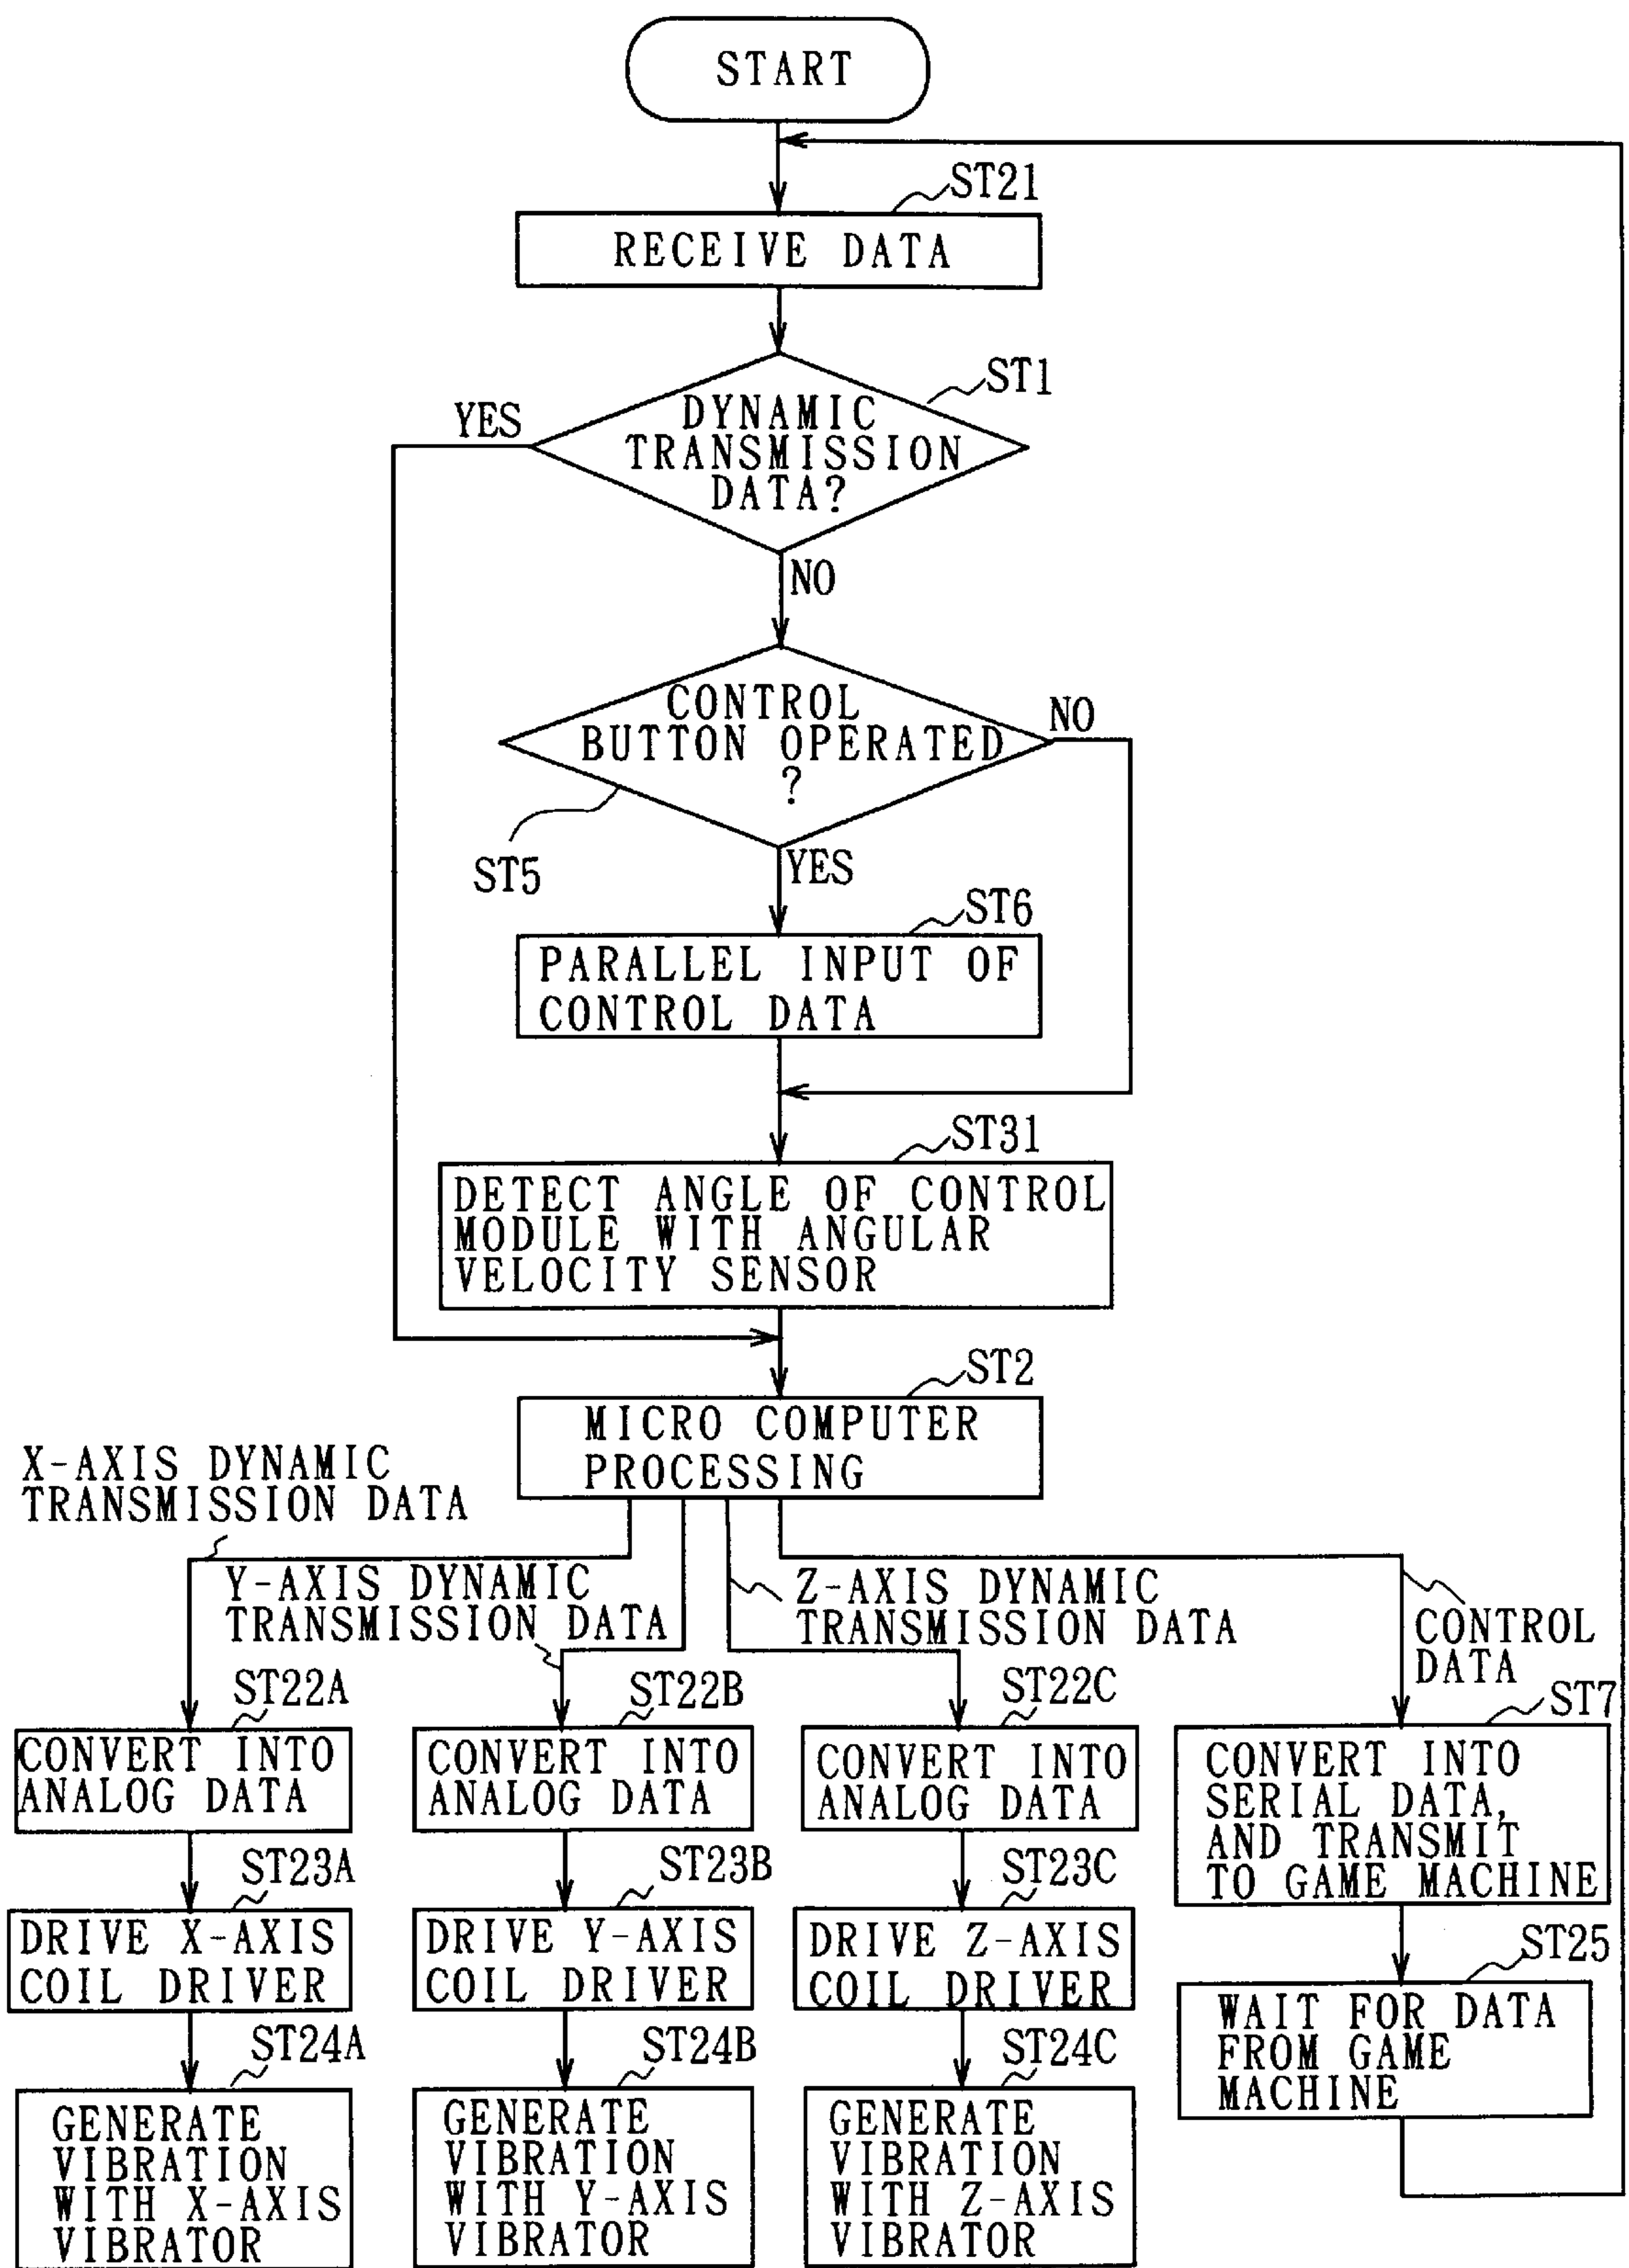 START
ST21
RECEIVE DATA
ST1
YES
DYNAMIC
TRANSMISSION
DATA?
NO
CONTROL
BUTTON OPERATED
?
NO
ST5
YES
ST6
PARALLEL INPUT OF
CONTROL DATA
ST31
DETECT ANGLE OF CONTROL
MODULE WITH ANGULAR
VELOCITY SENSOR
ST2
MICRO COMPUTER
PROCESSING
X-AXIS DYNAMIC
TRANSMISSION DATA
Y-AXIS DYNAMIC
TRANSMISSION DATA
Z-AXIS DYNAMIC
TRANSMISSION DATA
CONTROL
DATA
ST22A
CONVERT INTO
ANALOG DATA
ST23A
DRIVE X-AXIS
COIL DRIVER
ST24A
GENERATE
VIBRATION
WITH X-AXIS
VIBRATOR
ST22B
CONVERT INTO
ANALOG DATA
ST23B
DRIVE Y-AXIS
COIL DRIVER
ST24B
GENERATE
VIBRATION
WITH Y-AXIS
VIBRATOR
ST22C
CONVERT INTO
ANALOG DATA
ST23C
DRIVE Z-AXIS
COIL DRIVER
ST24C
GENERATE
VIBRATION
WITH Z-AXIS
VIBRATOR
ST7
CONVERT INTO
SERIAL DATA,
AND TRANSMIT
TO GAME MACHINE
ST25
WAIT FOR DATA
FROM GAME
MACHINE